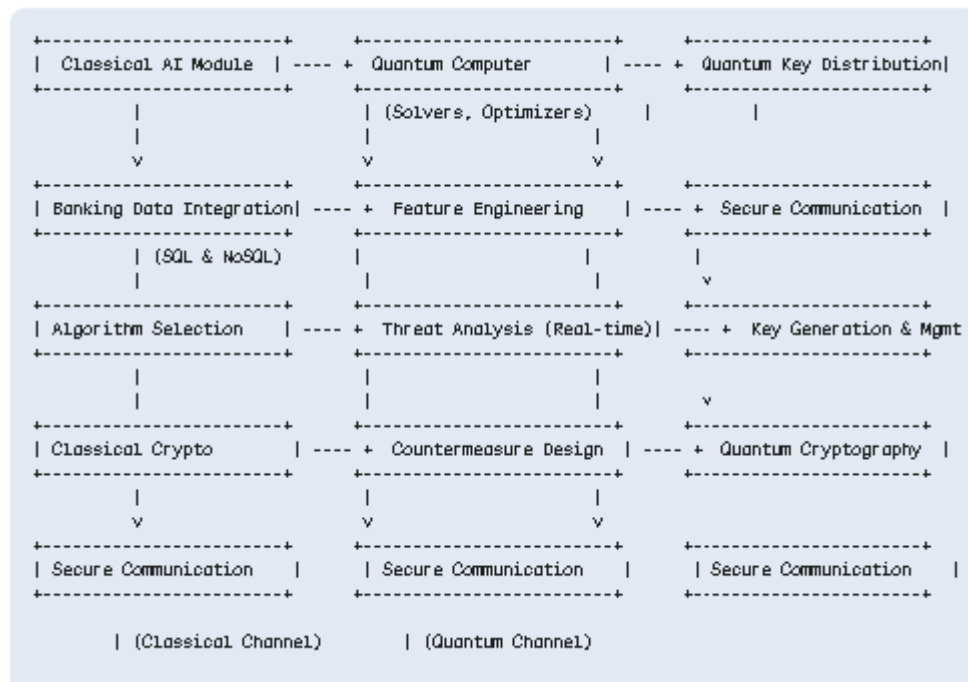 +------------------------+ +-------------------------+ +----------------------+
| Classical AI Module | ---- + Quantum Computer | ---- + Quantum Key Distribution|
+------------------------+ +-------------------------+ +----------------------+
| | (Solvers, Optimizers) | |
| | |
v v v
+------------------------+ +-------------------------+ +----------------------+
| Banking Data Integration| ---- + Feature Engineering | ---- + Secure Communication |
+------------------------+ +-------------------------+ +----------------------+
| (SQL & NoSQL) | | |
| | | v
+------------------------+ +-------------------------+ +----------------------+
| Algorithm Selection | ---- + Threat Analysis (Real-time)| ---- + Key Generation & Mgmt
+------------------------+ +-------------------------+ +----------------------+
| | |
| | | v
+------------------------+ +-------------------------+ +----------------------+
| Classical Crypto | ---- + Countermeasure Design | ---- + Quantum Cryptography |
+------------------------+ +-------------------------+ +----------------------+
| | |
v v v
+------------------------+ +-------------------------+ +----------------------+
| Secure Communication | | Secure Communication | | Secure Communication |
+------------------------+ +-------------------------+ +----------------------+
| (Classical Channel) | (Quantum Channel)